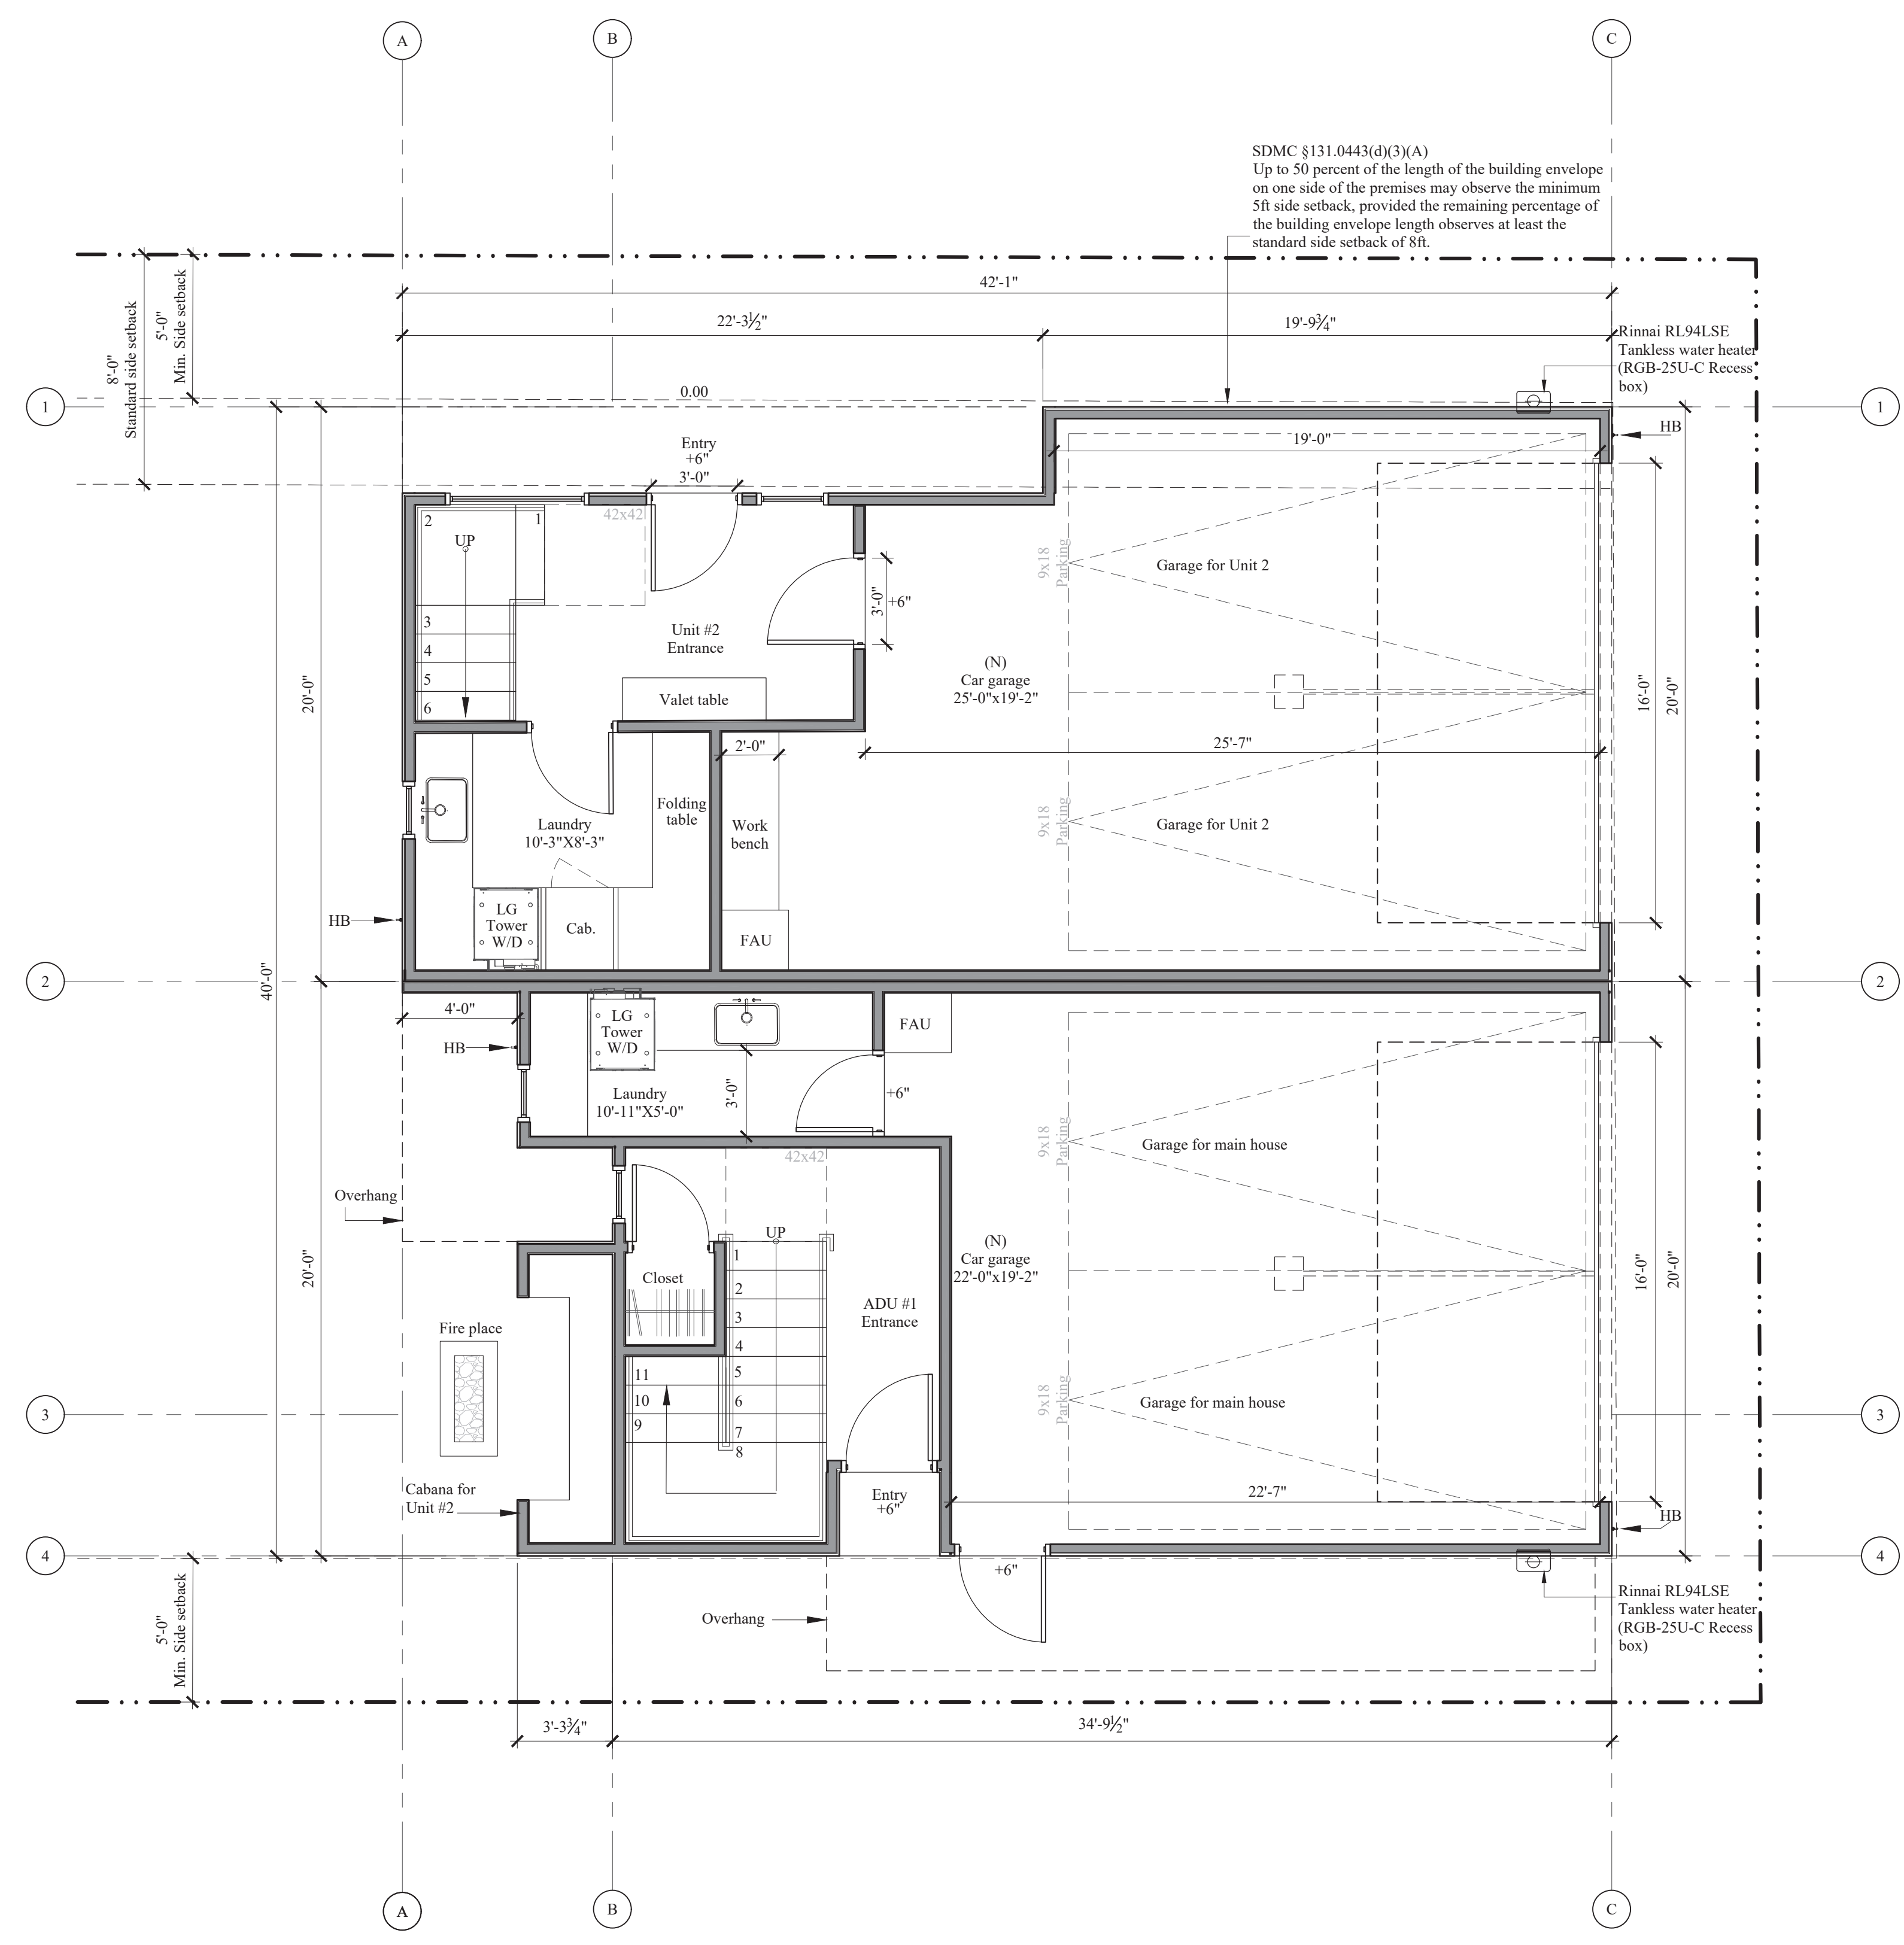 A
B
C
SDMC §131.0443(d)(3)(A)
Up to 50 percent of the length of the building envelope
on one side of the premises may observe the minimum
5ft side setback, provided the remaining percentage of
the building envelope length observes at least the
standard side setback of 8ft.
42'-1"
22'-3½"
19'-9¾"
8'-0"
Standard side setback
5'-0"
Min. Side setback
Rinnai RL94LSE
Tankless water heater
(RGB-25U-C Recess
box)
0.00
1
1
HB
Entry
+6"
3'-0"
19'-0"
42x42
2
1
UP
3
4
5
6
9x18
Parking
Garage for Unit 2
3'-0"
+6"
Unit #2
Entrance
Valet table
(N)
Car garage
25'-0"x19'-2"
20'-0"
16'-0"
20'-0"
2'-0"
25'-7"
Folding
table
Laundry
10'-3"X8'-3"
Work
bench
9x18
Parking
Garage for Unit 2
HB
LG
Tower
W/D
Cab.
FAU
40'-0"
2
2
4'-0"
HB
LG
Tower
W/D
FAU
Laundry
10'-11"X5'-0"
3'-0"
+6"
9x18
Parking
Garage for main house
42x42
Overhang
UP
1
2
3
4
5
6
7
8
9
10
11
Closet
ADU #1
Entrance
(N)
Car garage
22'-0"x19'-2"
20'-0"
16'-0"
20'-0"
Fire place
9x18
Parking
Garage for main house
3
3
Cabana for
Unit #2
Entry
+6"
22'-7"
HB
4
4
+6"
5'-0"
Min. Side setback
Overhang
Rinnai RL94LSE
Tankless water heater
(RGB-25U-C Recess
box)
3'-3¾"
34'-9½"
A
B
C